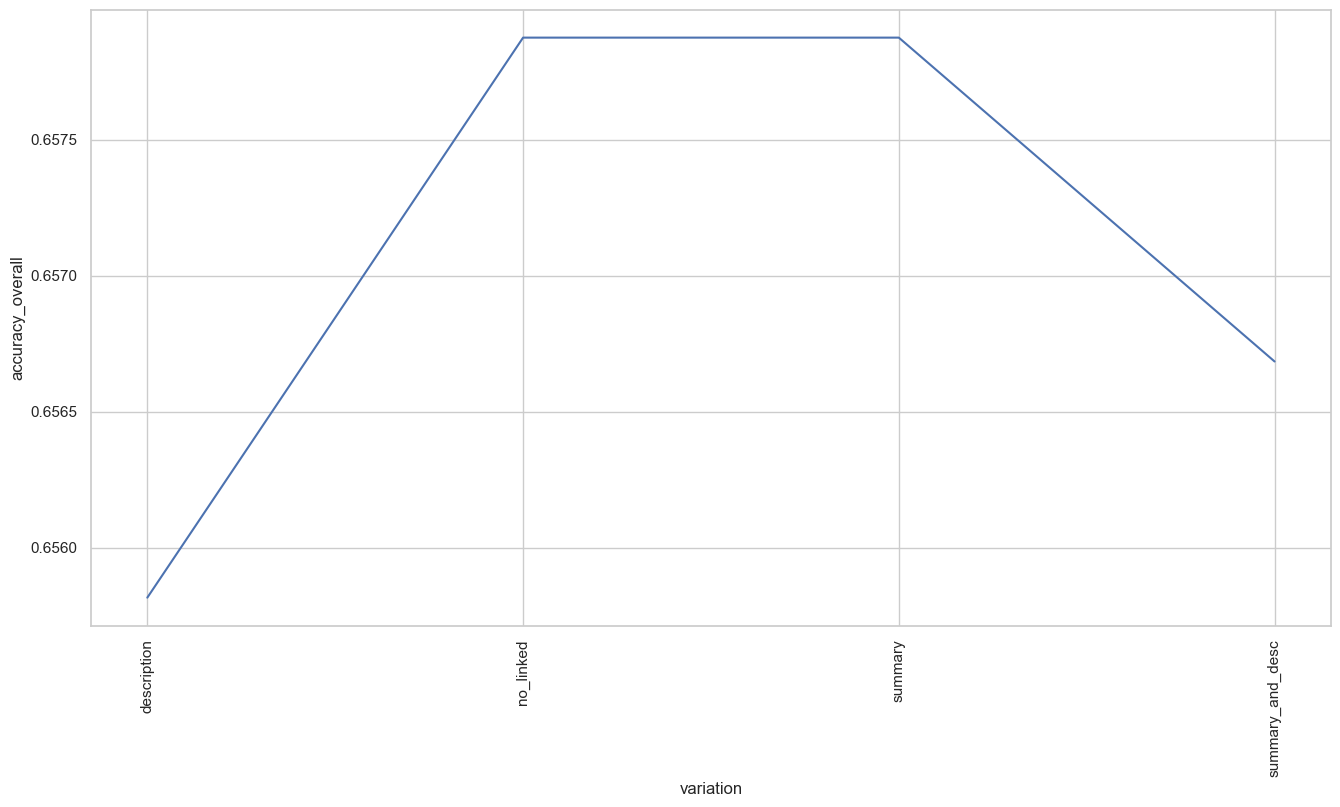 0.6575
0.6570
0.6565
0.6560
accuracy_overall
description
no_linked
summary
summary_and_desc
variation